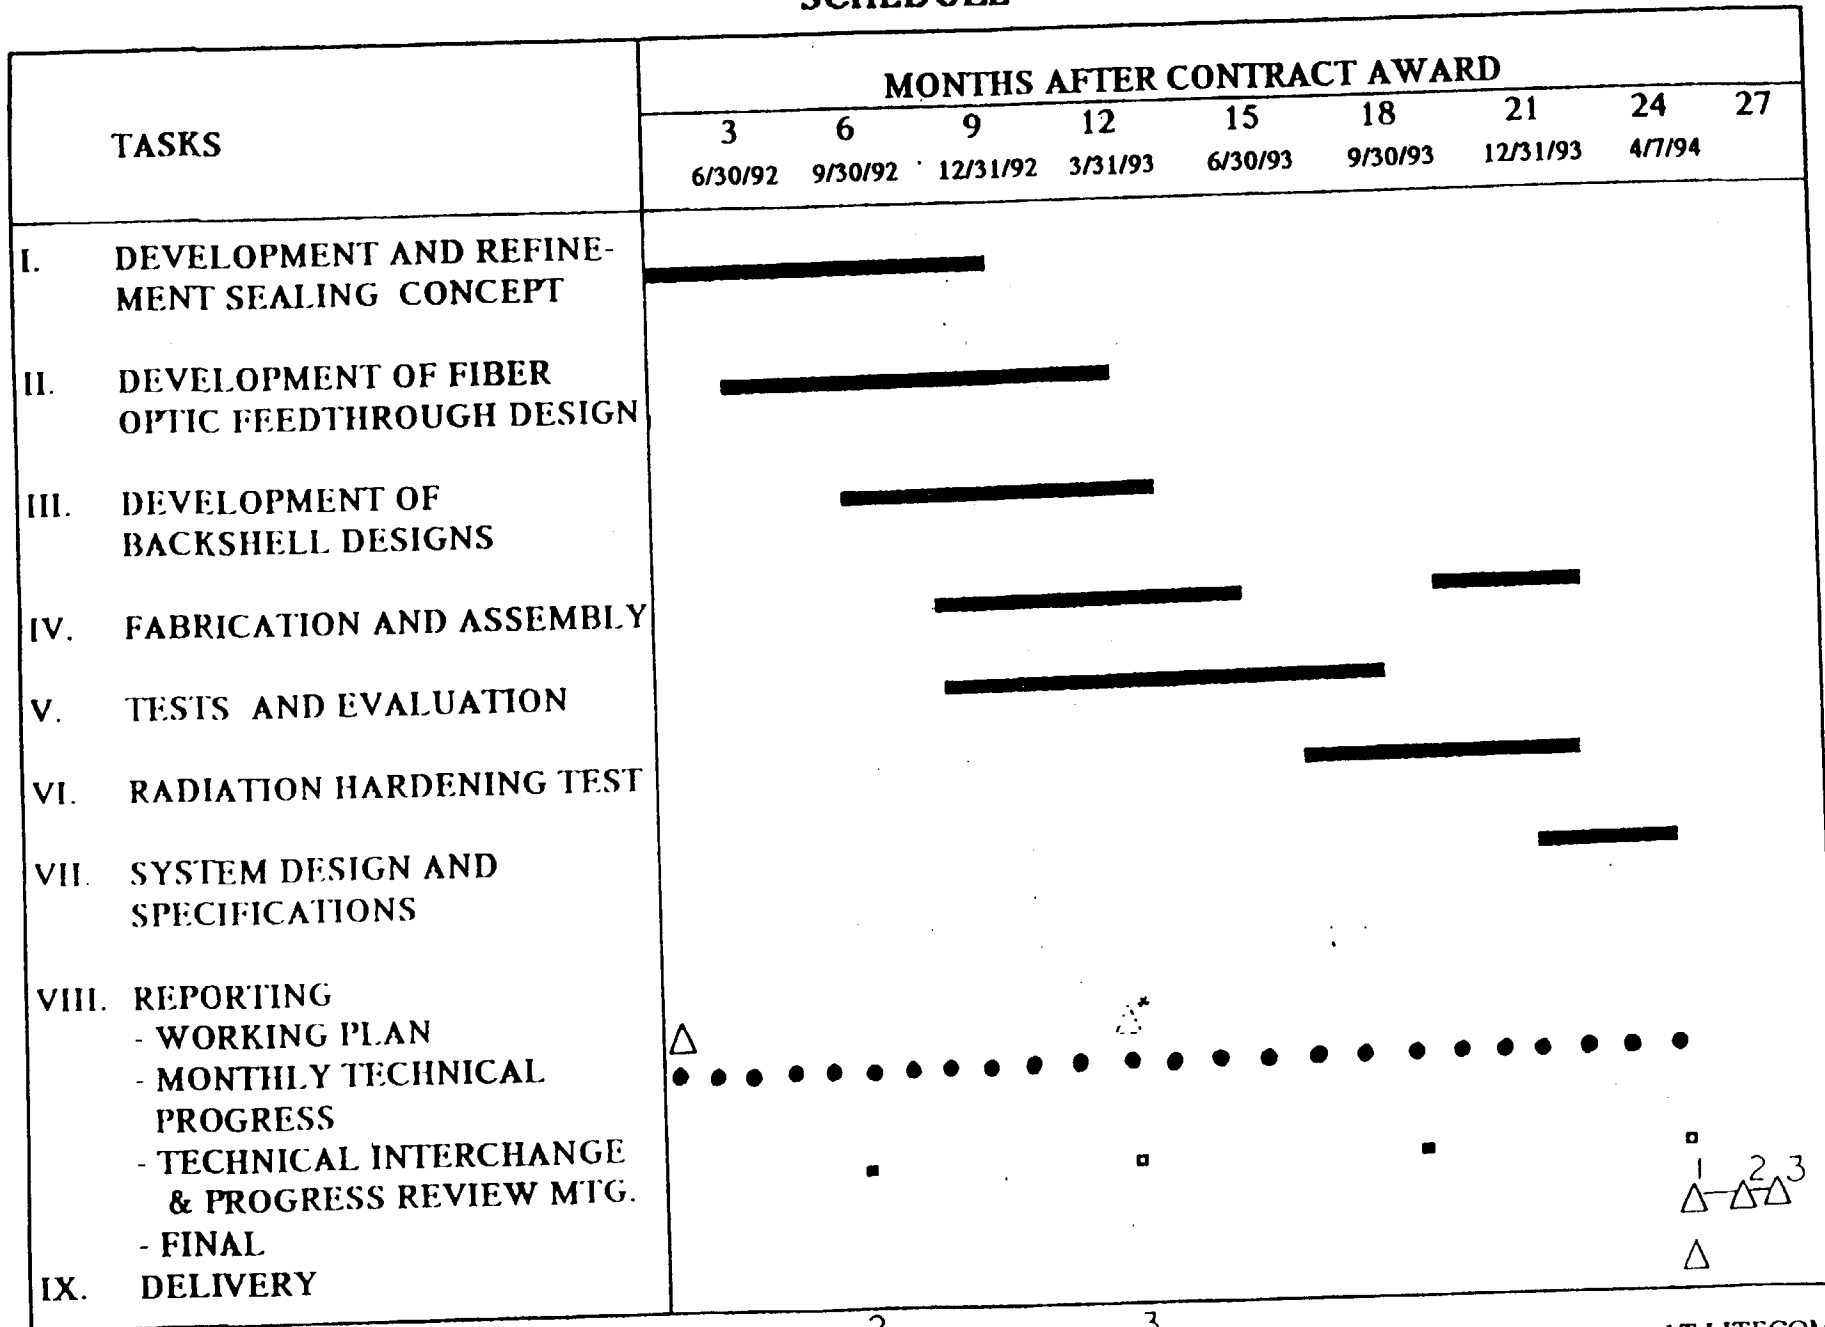 SCHEDULE
MONTHS AFTER CONTRACT AWARD
TASKS
3 6 9 12 15 18 21 24 27
6/30/92 9/30/92 12/31/92 3/31/93 6/30/93 9/30/93 12/31/93 4/7/94
I. DEVELOPMENT AND REFINE-
MENT SEALING CONCEPT
II. DEVELOPMENT OF FIBER
OPTIC FEEDTHROUGH DESIGN
III. DEVELOPMENT OF
BACKSHELL DESIGNS
IV. FABRICATION AND ASSEMBLY
V. TESTS AND EVALUATION
VI. RADIATION HARDENING TEST
VII. SYSTEM DESIGN AND
SPECIFICATIONS
VIII. REPORTING
- WORKING PLAN
- MONTHLY TECHNICAL
PROGRESS
- TECHNICAL INTERCHANGE
& PROGRESS REVIEW MTG.
1 2 3
- FINAL
IX. DELIVERY
2 3